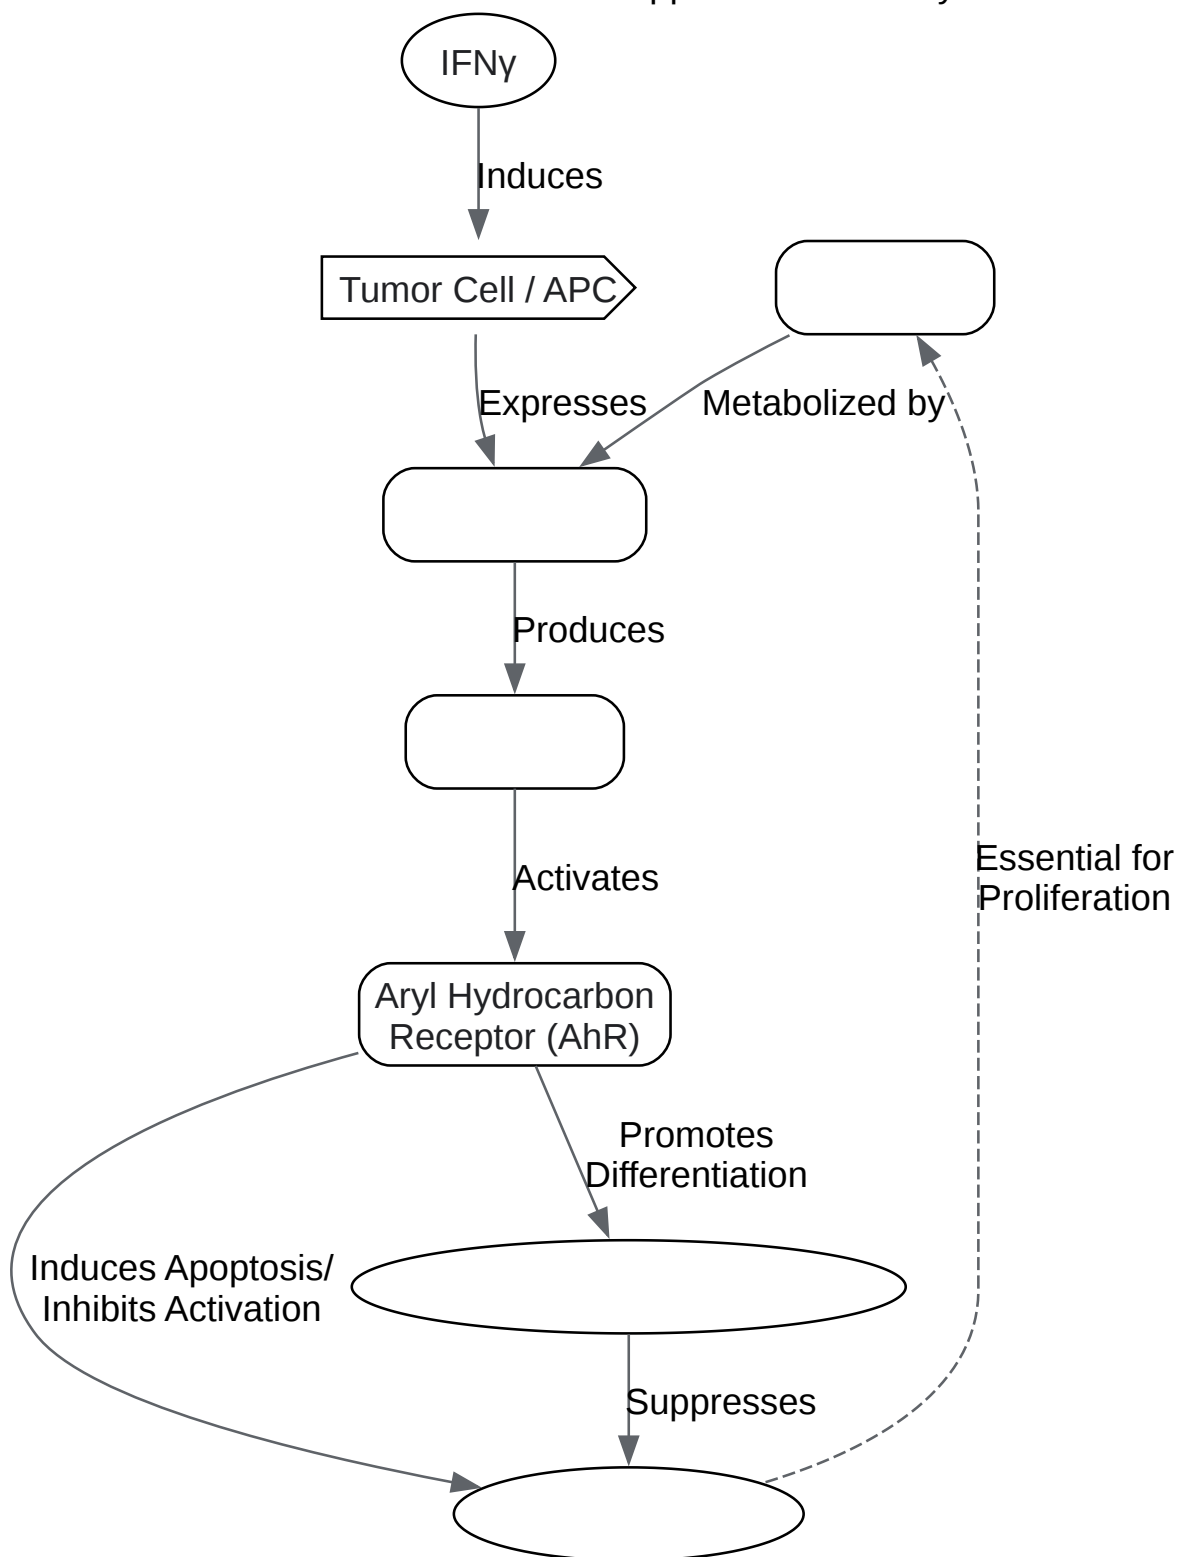 IFNγ
Induces
Tumor Cell / APC
Expresses
Metabolized by
Produces
Activates
Essential for
Proliferation
Aryl Hydrocarbon
Receptor (AhR)
Promotes
Differentiation
Induces Apoptosis/
Inhibits Activation
Suppresses